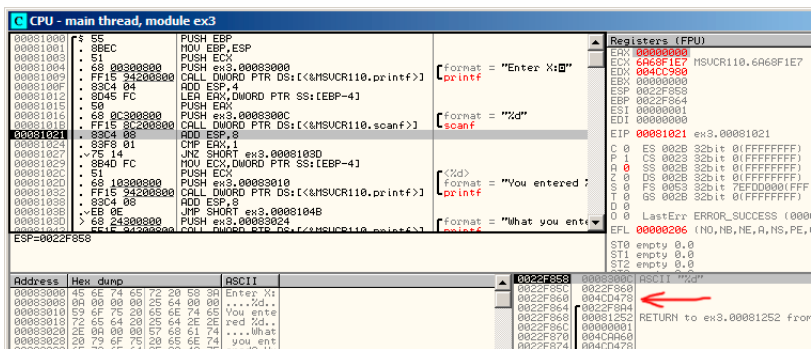 C CPU - main thread, module ex3
00081000 $ 55 PUSH EBP
00081001 . 8BEC MOV EBP,ESP
00081003 . 51 PUSH ECX
00081004 . 68 00300800 PUSH ex3.00083000 format = "Enter X:
00081009 . FF15 94200800 CALL DWORD PTR DS:[<&MSVCR110.printf>] printf
0008100F . 83C4 04 ADD ESP,4
00081012 . 8D45 FC LEA EAX,DWORD PTR SS:[EBP-4]
00081015 . 50 PUSH EAX
00081016 . 68 0C300800 PUSH ex3.0008300C format = "%d"
0008101B . FF15 8C200800 CALL DWORD PTR DS:[<&MSVCR110.scanf>] scanf
00081021 . 83C4 08 ADD ESP,8
00081024 . 83F8 01 CMP EAX,1
00081027 .v75 14 JNZ SHORT ex3.0008103D
00081029 . 8B4D FC MOV ECX,DWORD PTR SS:[EBP-4]
0008102C . 51 PUSH ECX <%d>
0008102D . 68 10300800 PUSH ex3.00083010 format = "You entered %
00081032 . FF15 94200800 CALL DWORD PTR DS:[<&MSVCR110.printf>] printf
00081038 . 83C4 08 ADD ESP,8
0008103B .vEB 0E JMP SHORT ex3.0008104B
0008103D > 68 24300800 PUSH ex3.00083024 format = "What you ente
00081042 . FF15 94200800 CALL DWORD PTR DS:[<&MSVCR110.printf>] printf
ESP=0022F858
Registers (FPU)
EAX 00000000
ECX 6A68F1E7 MSVCR110.6A68F1E7
EDX 004CC980
EBX 00000000
ESP 0022F858
EBP 0022F864
ESI 00000001
EDI 00000000
EIP 00081021 ex3.00081021
C 0 ES 002B 32bit 0(FFFFFFFF)
P 1 CS 0023 32bit 0(FFFFFFFF)
A 0 SS 002B 32bit 0(FFFFFFFF)
Z 0 DS 002B 32bit 0(FFFFFFFF)
S 0 FS 0053 32bit 7EFDD000(FFF
T 0 GS 002B 32bit 0(FFFFFFFF)
D 0
O 0 LastErr ERROR_SUCCESS (000
EFL 00000206 (NO,NB,NE,A,NS,PE,
ST0 empty 0.0
ST1 empty 0.0
ST2 empty 0.0
Address Hex dump ASCII
00083000 45 6E 74 65 72 20 58 3A Enter X:
00083008 0A 00 00 00 25 64 00 00 ....%d..
00083010 59 6F 75 20 65 6E 74 65 You ente
00083018 72 65 64 20 25 64 2E 2E red %d..
00083020 2E 0A 00 00 57 68 61 74 ....What
00083028 20 79 6F 75 20 65 6E 74 you ent
0022F858 0008300C ASCII "%d"
0022F85C 0022F860
0022F860 004CD478
0022F864 0022F8A4
0022F868 00081252 RETURN to ex3.00081252 from
0022F86C 00000001
0022F870 004CAA60
0022F874 004CD478